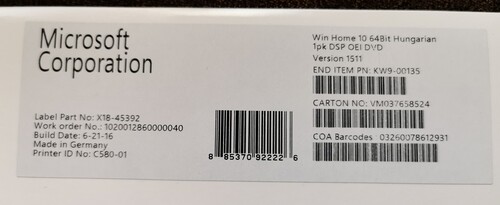 Microsoft
Corporation
Label Part No: X18-45392
Work order No.: 1020012860000040
Build Date: 6-21-16
Made in Germany
Printer ID No: C580-01
8 85370 92222 6
Win Home 10 64Bit Hungarian
1pk DSP OEI DVD
Version 1511
END ITEM PN: KW9-00135
CARTON NO: VM037658524
COA Barcodes : 03260078612931